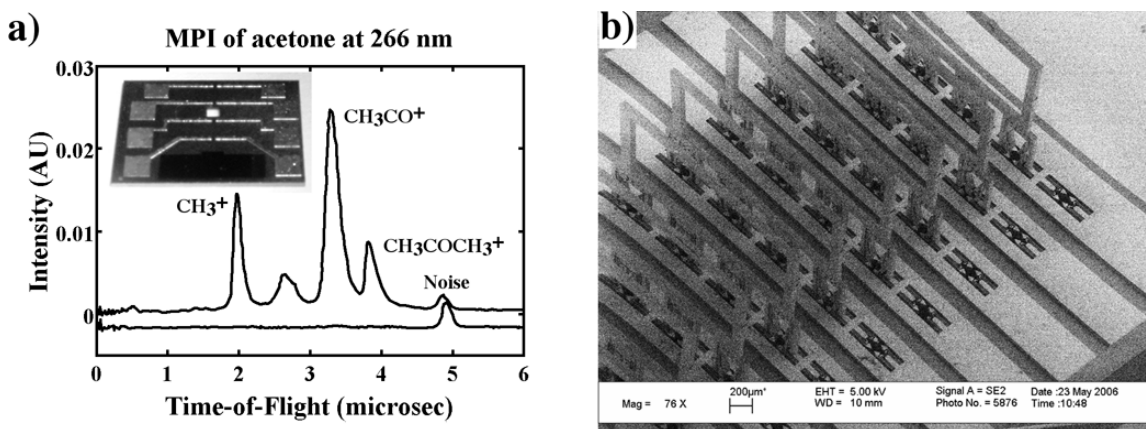 a)
MPI of acetone at 266 nm
0.03
0.02
0.01
0
Intensity (AU)
CH3+
CH3CO+
CH3COCH3+
Noise
0 1 2 3 4 5 6
Time-of-Flight (microsec)
b)
Mag = 76 X
200µm*
EHT = 5.00 kV
WD = 10 mm
Signal A = SE2
Photo No. = 5876
Date :23 May 2006
Time :10:48